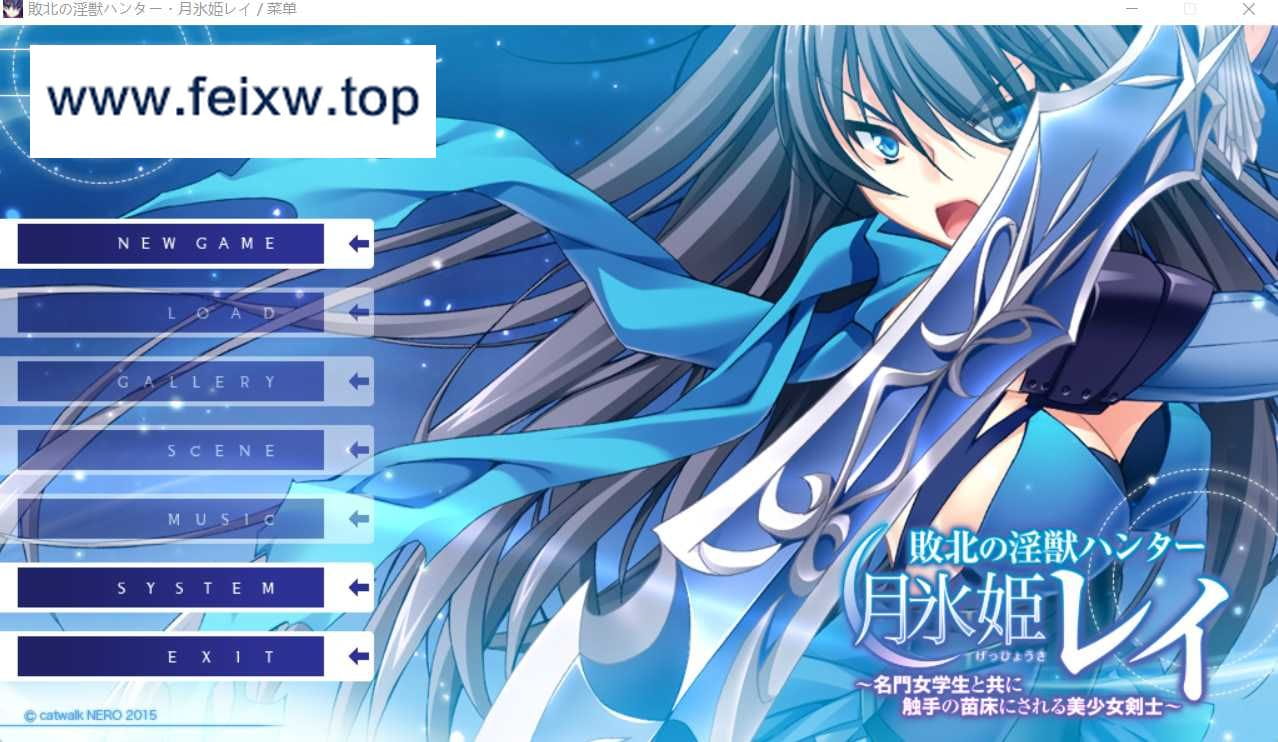 敗北の淫獣ハンター・月氷姫レイ / 菜单
www.feixw.top
NEW GAME
LOAD
GALLERY
SCENE
MUSIC
SYSTEM
EXIT
敗北の淫獣ハンター
月氷姫レイ
げっひょうき
～名門女学生と共に
触手の苗床にされる美少女剣士～
© catwalk NERO 2015